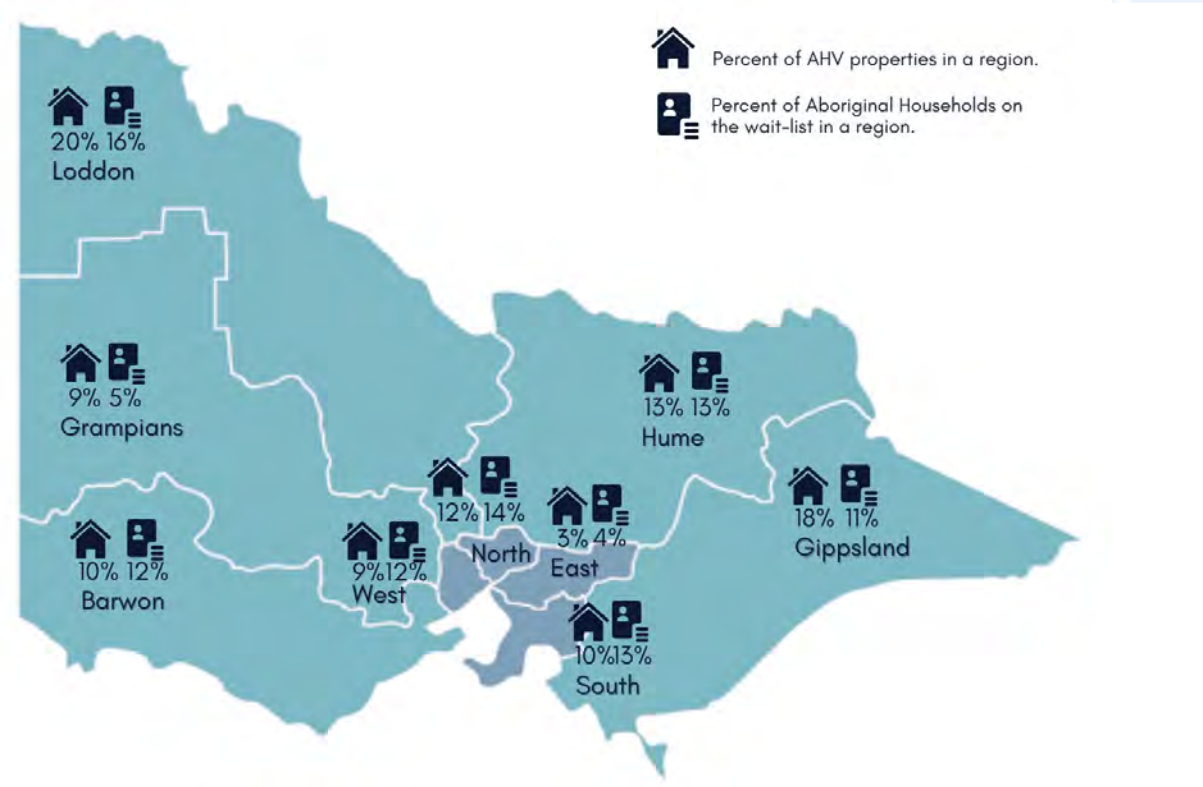 Percent of AHV properties in a region.
Percent of Aboriginal Households on
the wait-list in a region.
20% 16%
Loddon
9% 5%
Grampians
13% 13%
Hume
12% 14%
North
3% 4%
East
18% 11%
Gippsland
10% 12%
Barwon
9%12%
West
10%13%
South